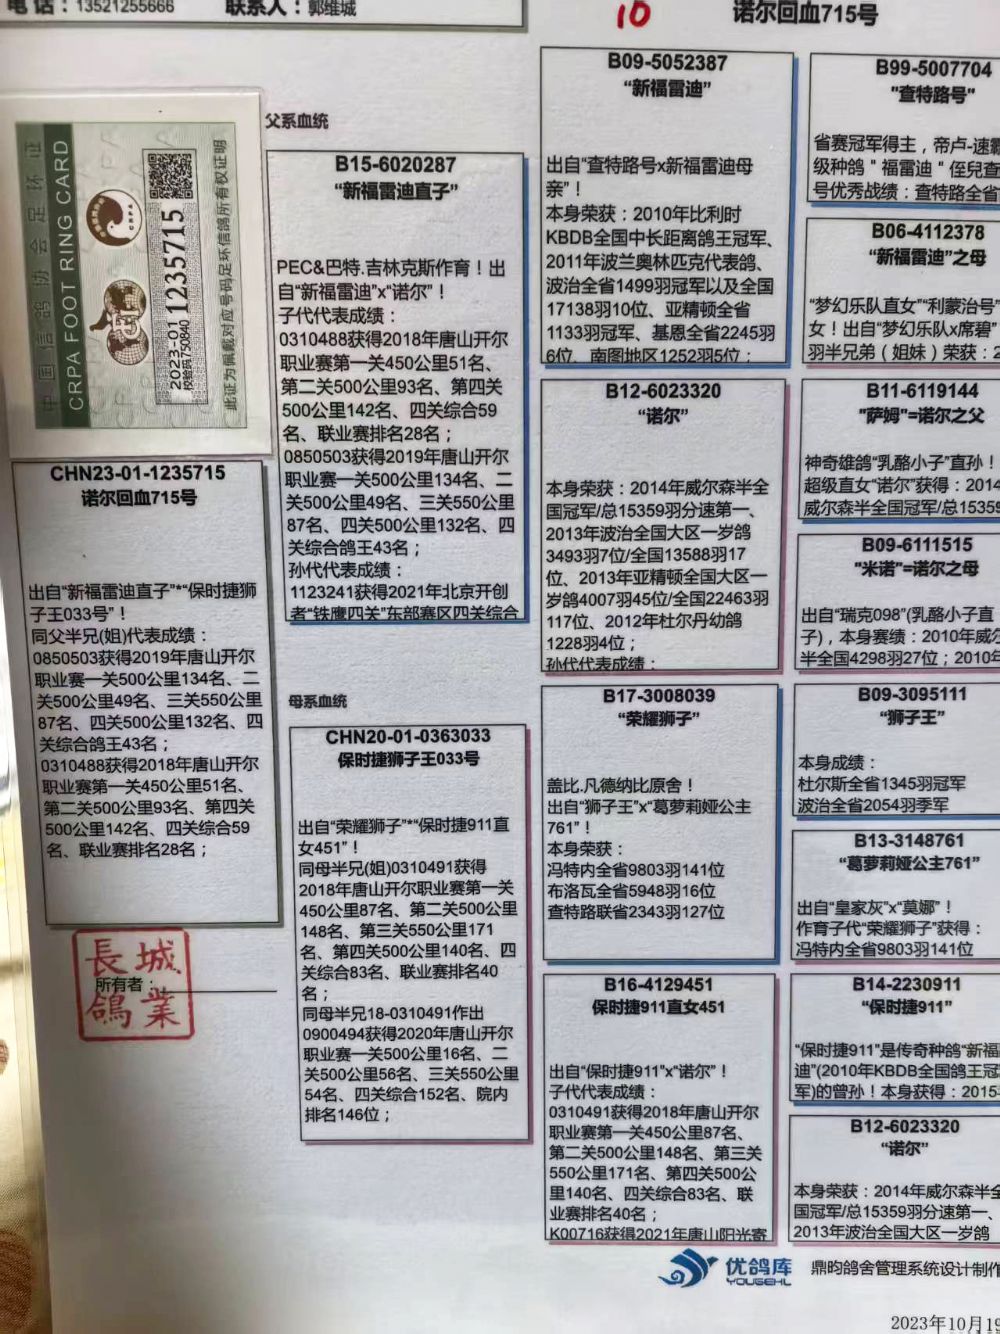 电 话：13521255666
联系人：郭维城
10
诺尔回血715号
中国信鸽协会足环证
CRPA FOOT RING CARD
2023-01 1235715
校验码750840
此证为佩戴对应号码足环信鸽所有权证明
CHN23-01-1235715
诺尔回血715号
出自“新福雷迪直子”*“保时捷狮
子王033号”！
同父半兄(姐)代表成绩：
0850503获得2019年唐山开尔
职业赛一关500公里134名、二
关500公里49名、三关550公里
87名、四关500公里132名、四
关综合鸽王43名；
0310488获得2018年唐山开尔
职业赛第一关450公里51名、
第二关500公里93名、第四关
500公里142名、四关综合59
名、联业赛排名28名；
長城
所有者：
鴿業
父系血统
B15-6020287
“新福雷迪直子”
PEC&巴特.吉林克斯作育！出
自“新福雷迪”x“诺尔”！
子代代表成绩：
0310488获得2018年唐山开尔
职业赛第一关450公里51名、
第二关500公里93名、第四关
500公里142名、四关综合59
名、联业赛排名28名；
0850503获得2019年唐山开尔
职业赛一关500公里134名、二
关500公里49名、三关550公里
87名、四关500公里132名、四
关综合鸽王43名；
孙代代表成绩：
1123241获得2021年北京开创
者“铁鹰四关”东部赛区四关综合
母系血统
CHN20-01-0363033
保时捷狮子王033号
出自“荣耀狮子”*“保时捷911直
女451”！
同母半兄(姐)0310491获得
2018年唐山开尔职业赛第一关
450公里87名、第二关500公里
148名、第三关550公里171
名、第四关500公里140名、四
关综合83名、联业赛排名40
名；
同母半兄18-0310491作出
0900494获得2020年唐山开尔
职业赛一关500公里16名、二
关500公里56名、三关550公里
54名、四关综合152名、院内
排名146位；
B09-5052387
“新福雷迪”
出自“查特路号x新福雷迪母
亲”！
本身荣获：2010年比利时
KBDB全国中长距离鸽王冠军、
2011年波兰奥林匹克代表鸽、
波治全省1499羽冠军以及全国
17138羽10位、亚精顿全省
1133羽冠军、基恩全省2245羽
6位、南图地区1252羽5位；
B12-6023320
“诺尔”
本身荣获：2014年威尔森半全
国冠军/总15359羽分速第一、
2013年波治全国大区一岁鸽
3493羽7位/全国13588羽17
位、2013年亚精顿全国大区一
岁鸽4007羽45位/全国22463羽
117位、2012年杜尔丹幼鸽
1228羽4位；
孙代代表成绩：
B17-3008039
“荣耀狮子”
盖比.凡德纳比原舍！
出自“狮子王”x“葛萝莉娅公主
761”！
本身荣获：
冯特内全省9803羽141位
布洛瓦全省5948羽16位
查特路联省2343羽127位
B16-4129451
保时捷911直女451
出自“保时捷911”x“诺尔”！
子代代表成绩：
0310491获得2018年唐山开尔
职业赛第一关450公里87名、
第二关500公里148名、第三关
550公里171名、第四关500公
里140名、四关综合83名、联
业赛排名40名；
K00716获得2021年唐山阳光寄
B99-5007704
"查特路号"
省赛冠军得主，帝卢-速霸
级种鸽＂福雷迪＂侄兒查
号优秀战绩：查特路全省
B06-4112378
“新福雷迪”之母
“梦幻乐队直女”“利蒙治号”
女！出自“梦幻乐队x席碧”
羽半兄弟（姐妹）荣获：2
B11-6119144
"萨姆"=诺尔之父
神奇雄鸽“乳酪小子”直孙！
超级直女“诺尔”获得：2014
威尔森半全国冠军/总15359
B09-6111515
“米诺”=诺尔之母
出自“瑞克098”(乳酪小子直
子)，本身赛绩：2010年威尔
半全国4298羽27位；2010年
B09-3095111
“狮子王”
本身成绩：
杜尔斯全省1345羽冠军
波治全省2054羽季军
B13-3148761
“葛萝莉娅公主761”
出自“皇家灰”x“莫娜”！
作育子代“荣耀狮子”获得：
冯特内全省9803羽141位
B14-2230911
“保时捷911”
“保时捷911”是传奇种鸽“新福
迪”(2010年KBDB全国鸽王冠
军)的曾孙！本身获得：2015
B12-6023320
“诺尔”
本身荣获：2014年威尔森半全
国冠军/总15359羽分速第一、
2013年波治全国大区一岁鸽
优鸽库
YOUGEHL
鼎昀鸽舍管理系统设计制作
2023年10月19